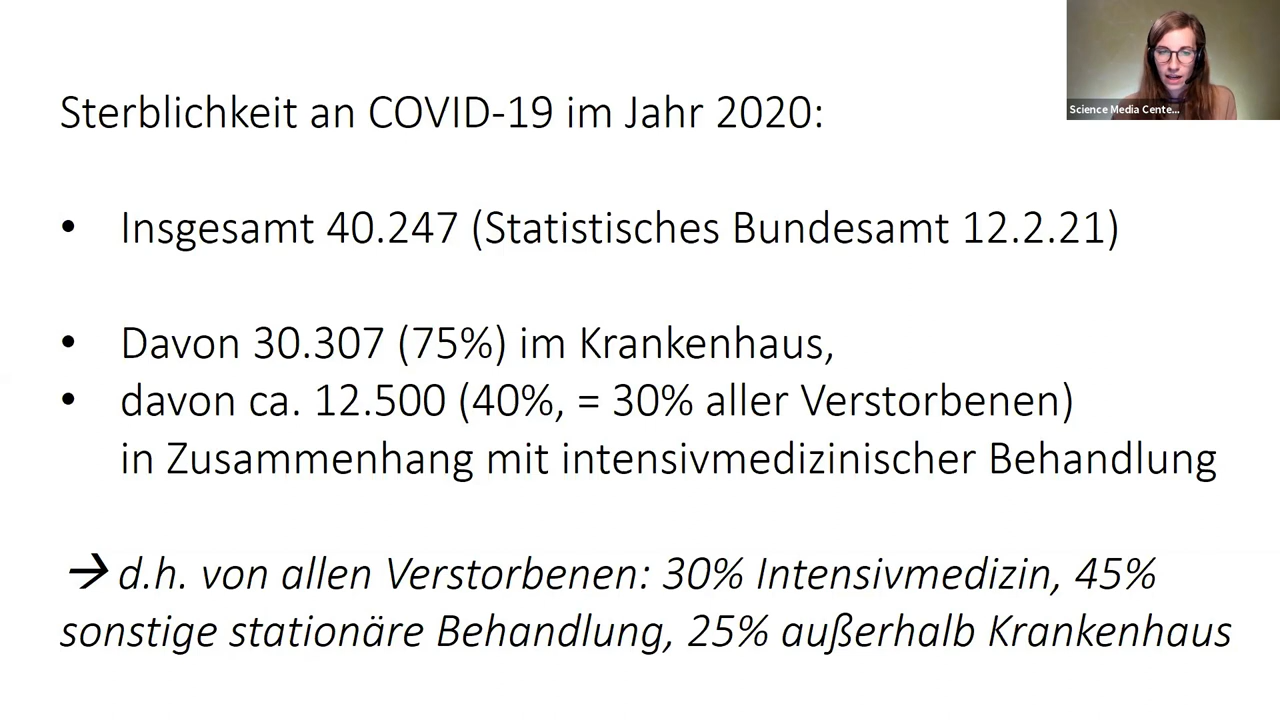 Science Media Cente...
Sterblichkeit an COVID-19 im Jahr 2020:
• Insgesamt 40.247 (Statistisches Bundesamt 12.2.21)
• Davon 30.307 (75%) im Krankenhaus,
• davon ca. 12.500 (40%, = 30% aller Verstorbenen)
in Zusammenhang mit intensivmedizinischer Behandlung
→ d.h. von allen Verstorbenen: 30% Intensivmedizin, 45%
sonstige stationäre Behandlung, 25% außerhalb Krankenhaus